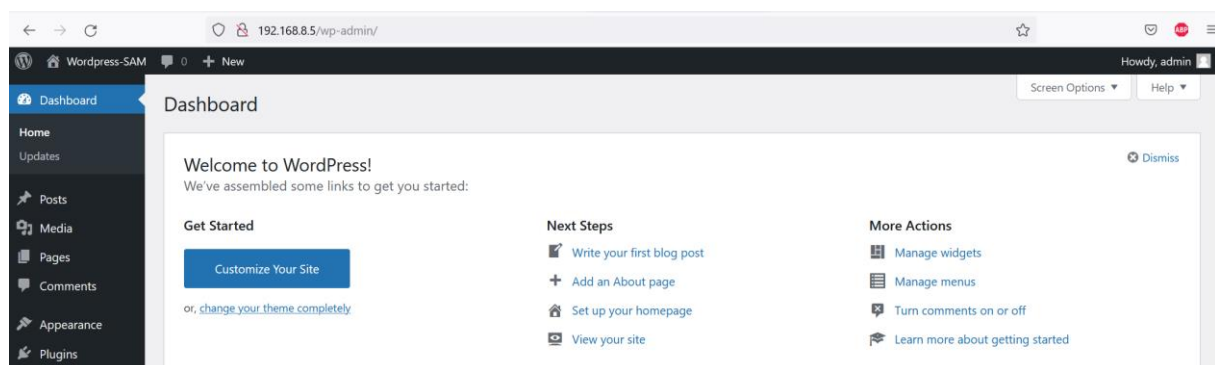 192.168.8.5/wp-admin/
ABP
Wordpress-SAM 0 + New Howdy, admin
Screen Options ▼ Help ▼
Dashboard
Home
Updates
Posts
Media
Pages
Comments
Appearance
Plugins
Dashboard
Welcome to WordPress!
Dismiss
We've assembled some links to get you started:
Get Started
Customize Your Site
or, change your theme completely
Next Steps
Write your first blog post
Add an About page
Set up your homepage
View your site
More Actions
Manage widgets
Manage menus
Turn comments on or off
Learn more about getting started